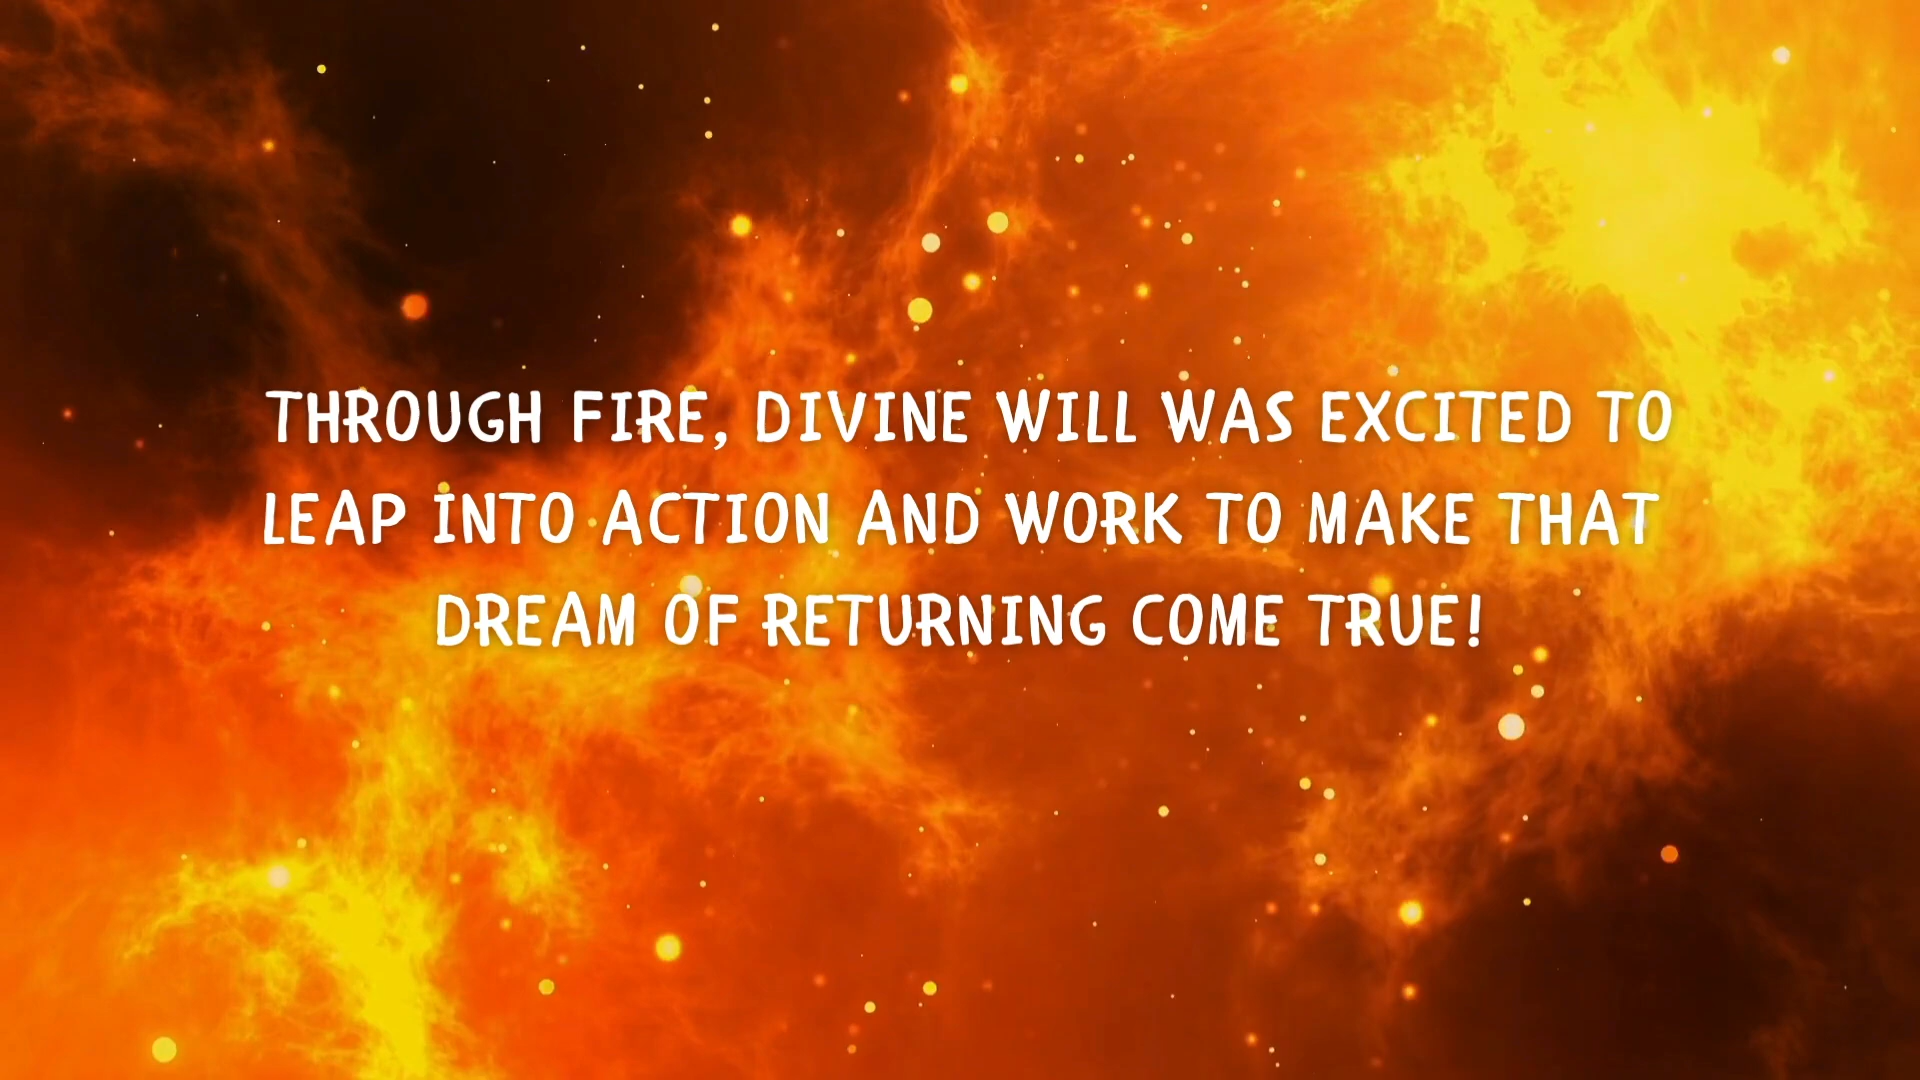 THROUGH FIRE, DIVINE WILL WAS EXCITED TO
LEAP INTO ACTION AND WORK TO MAKE THAT
DREAM OF RETURNING COME TRUE!